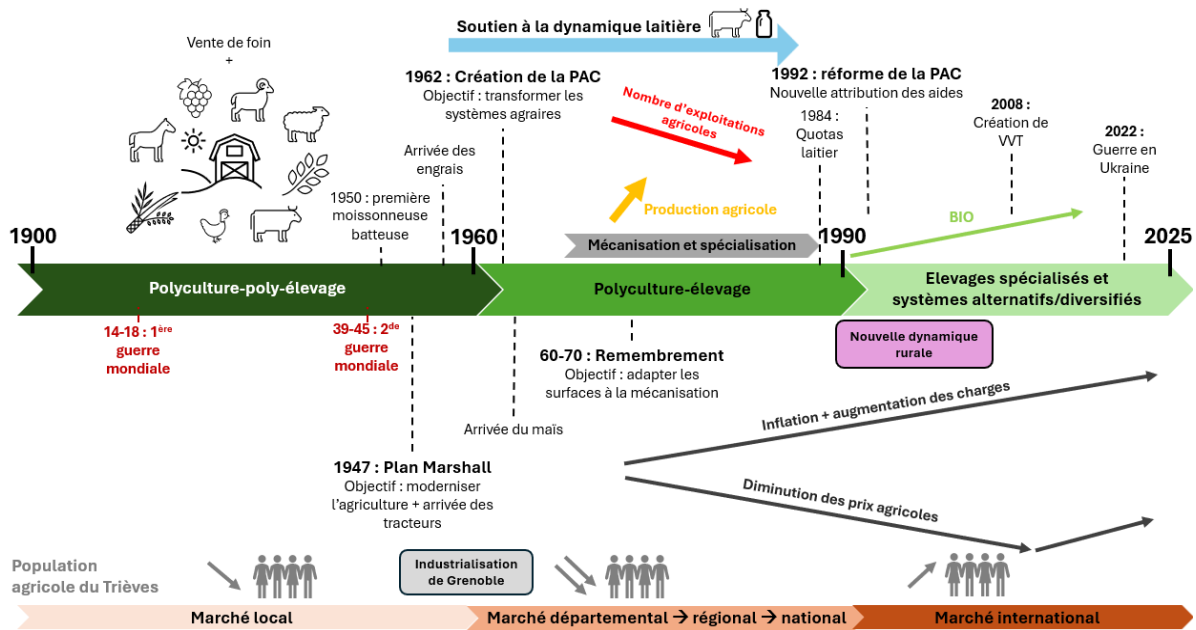 Vente de foin
+
Soutien à la dynamique laitière
1962 : Création de la PAC
Objectif : transformer les
systèmes agraires
Arrivée des
engrais
1950 : première
moissonneuse
batteuse
Nombre d'exploitations
agricoles
Production agricole
Mécanisation et spécialisation
1992 : réforme de la PAC
Nouvelle attribution des aides
1984 :
Quotas
laitier
2008 :
Création de
VVT
2022 :
Guerre en
Ukraine
BIO
1900
1960
1990
2025
Polyculture-poly-élevage
Polyculture-élevage
Elevages spécialisés et
systèmes alternatifs/diversifiés
14-18 : 1ère
guerre
mondiale
39-45 : 2de
guerre
mondiale
60-70 : Remembrement
Objectif : adapter les
surfaces à la mécanisation
Nouvelle dynamique
rurale
Arrivée du maïs
1947 : Plan Marshall
Objectif : moderniser
l'agriculture + arrivée des
tracteurs
Inflation + augmentation des charges
Diminution des prix agricoles
Population
agricole du Trièves
Industrialisation
de Grenoble
Marché local
Marché départemental → régional → national
Marché international